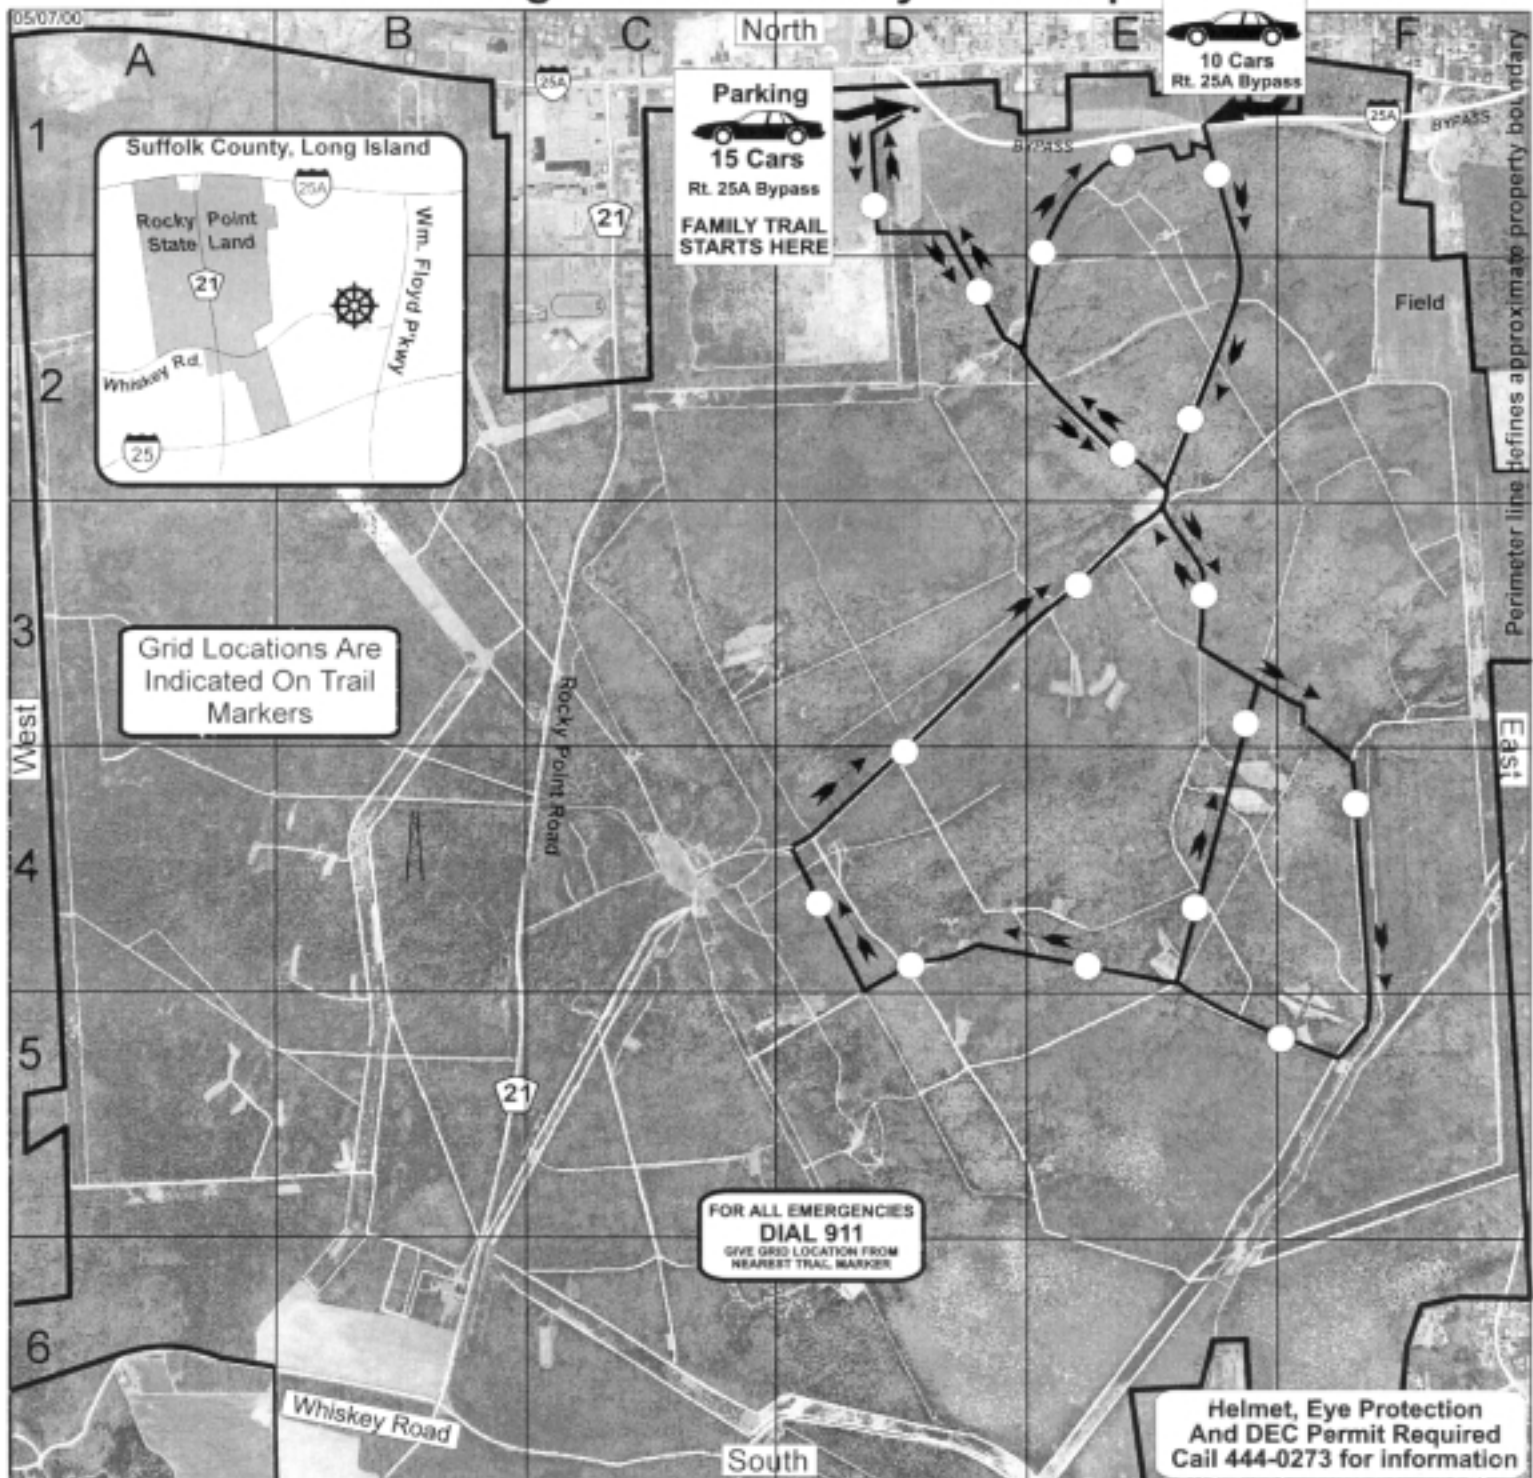 05/07/00
A
B
C
North
D
E
F
10 Cars
Rt. 25A Bypass
25A
Parking
15 Cars
Rt. 25A Bypass
FAMILY TRAIL
STARTS HERE
1
25A
BYPASS
BYPASS
21
Suffolk County, Long Island
25A
Rocky Point
State Land
21
Wm. Floyd P'kwy
Whiskey Rd.
25
Field
Perimeter line defines approximate property boundary
2
3
Grid Locations Are
Indicated On Trail
Markers
West
Rocky Point Road
East
4
5
21
FOR ALL EMERGENCIES
DIAL 911
GIVE GRID LOCATION FROM
NEAREST TRAIL MARKER
6
Whiskey Road
South
Helmet, Eye Protection
And DEC Permit Required
Call 444-0273 for information